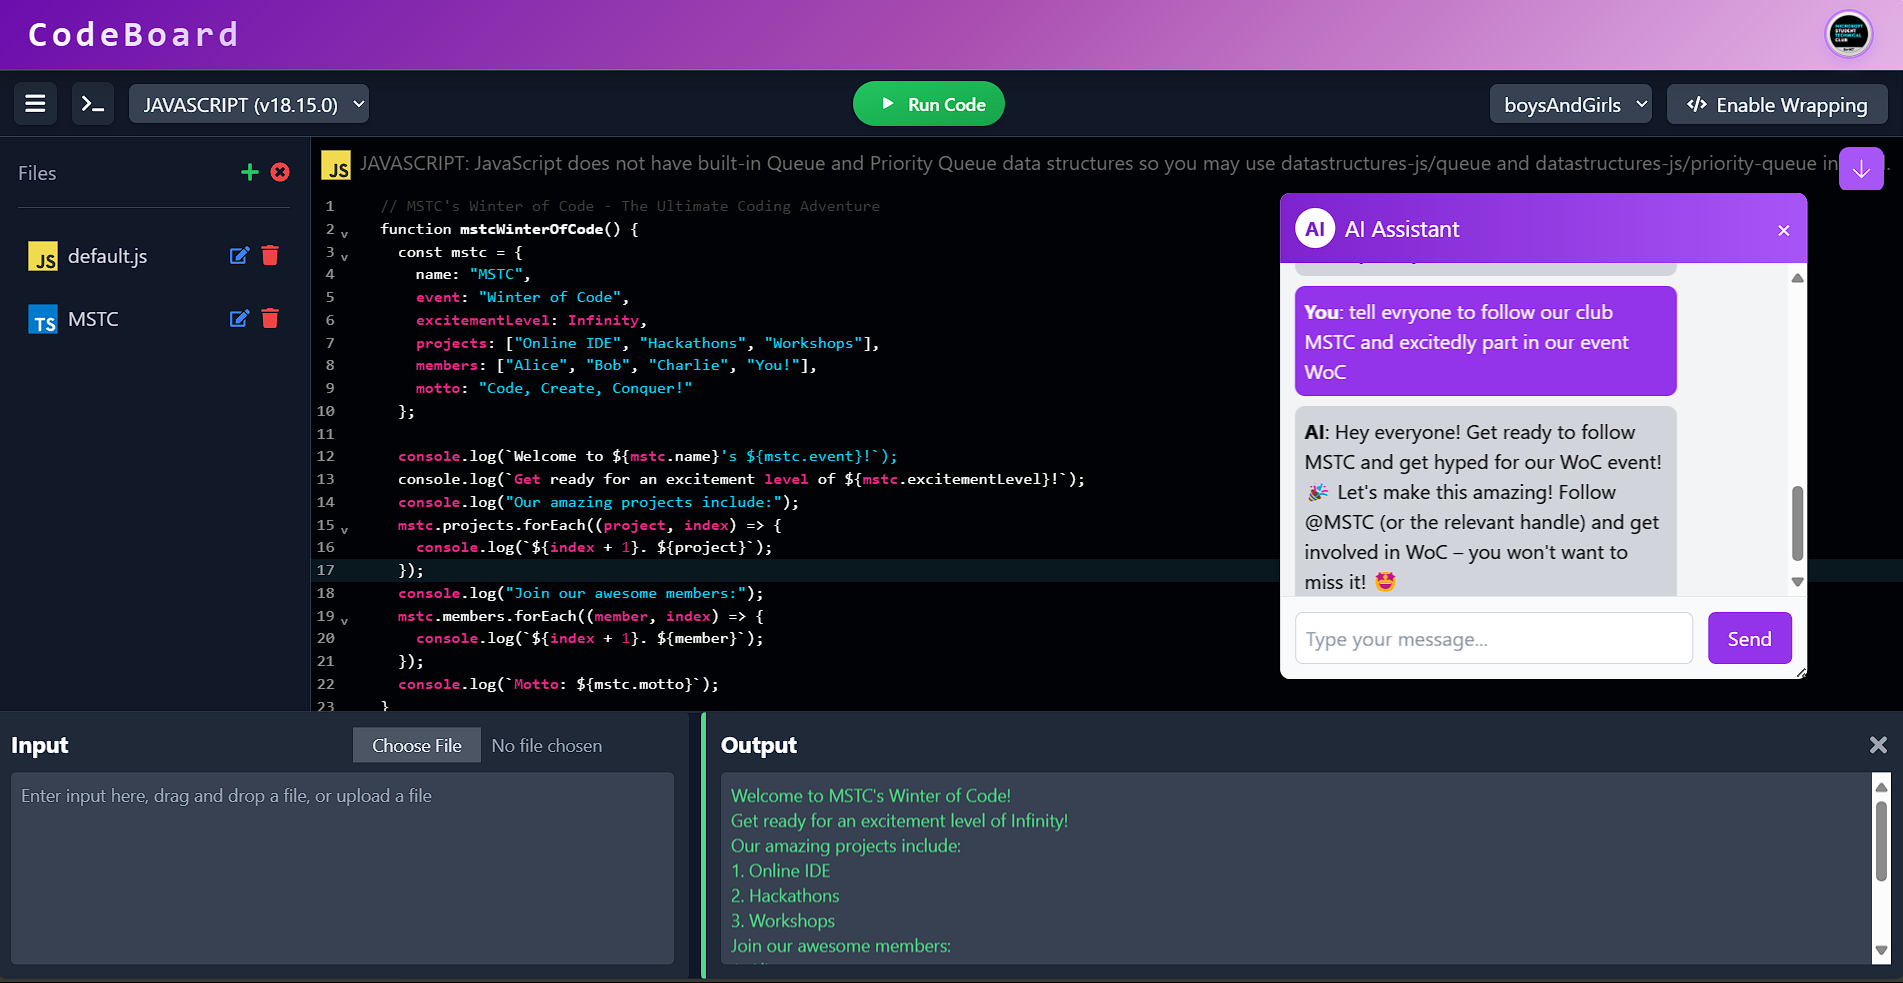 CodeBoard
MICROSOFT
STUDENT
TECHNICAL
CLUB
JAVASCRIPT (v18.15.0)
Run Code
boysAndGirls
</> Enable Wrapping
Files
default.js
TS MSTC
JS JAVASCRIPT: JavaScript does not have built-in Queue and Priority Queue data structures so you may use datastructures-js/queue and datastructures-js/priority-queue in
1 // MSTC's Winter of Code - The Ultimate Coding Adventure
2 function mstcWinterOfCode() {
3 const mstc = {
4 name: "MSTC",
5 event: "Winter of Code",
6 excitementLevel: Infinity,
7 projects: ["Online IDE", "Hackathons", "Workshops"],
8 members: ["Alice", "Bob", "Charlie", "You!"],
9 motto: "Code, Create, Conquer!"
10 };
11
12 console.log(`Welcome to ${mstc.name}'s ${mstc.event}!`);
13 console.log(`Get ready for an excitement level of ${mstc.excitementLevel}!`);
14 console.log("Our amazing projects include:");
15 mstc.projects.forEach((project, index) => {
16 console.log(`${index + 1}. ${project}`);
17 });
18 console.log("Join our awesome members:");
19 mstc.members.forEach((member, index) => {
20 console.log(`${index + 1}. ${member}`);
21 });
22 console.log(`Motto: ${mstc.motto}`);
23 }
AI AI Assistant ×
You: tell evryone to follow our club
MSTC and excitedly part in our event
WoC
AI: Hey everyone! Get ready to follow
MSTC and get hyped for our WoC event!
🎉 Let's make this amazing! Follow
@MSTC (or the relevant handle) and get
involved in WoC – you won't want to
miss it! 🤩
Type your message...
Send
Input
Choose File No file chosen
Enter input here, drag and drop a file, or upload a file
Output
Welcome to MSTC's Winter of Code!
Get ready for an excitement level of Infinity!
Our amazing projects include:
1. Online IDE
2. Hackathons
3. Workshops
Join our awesome members: